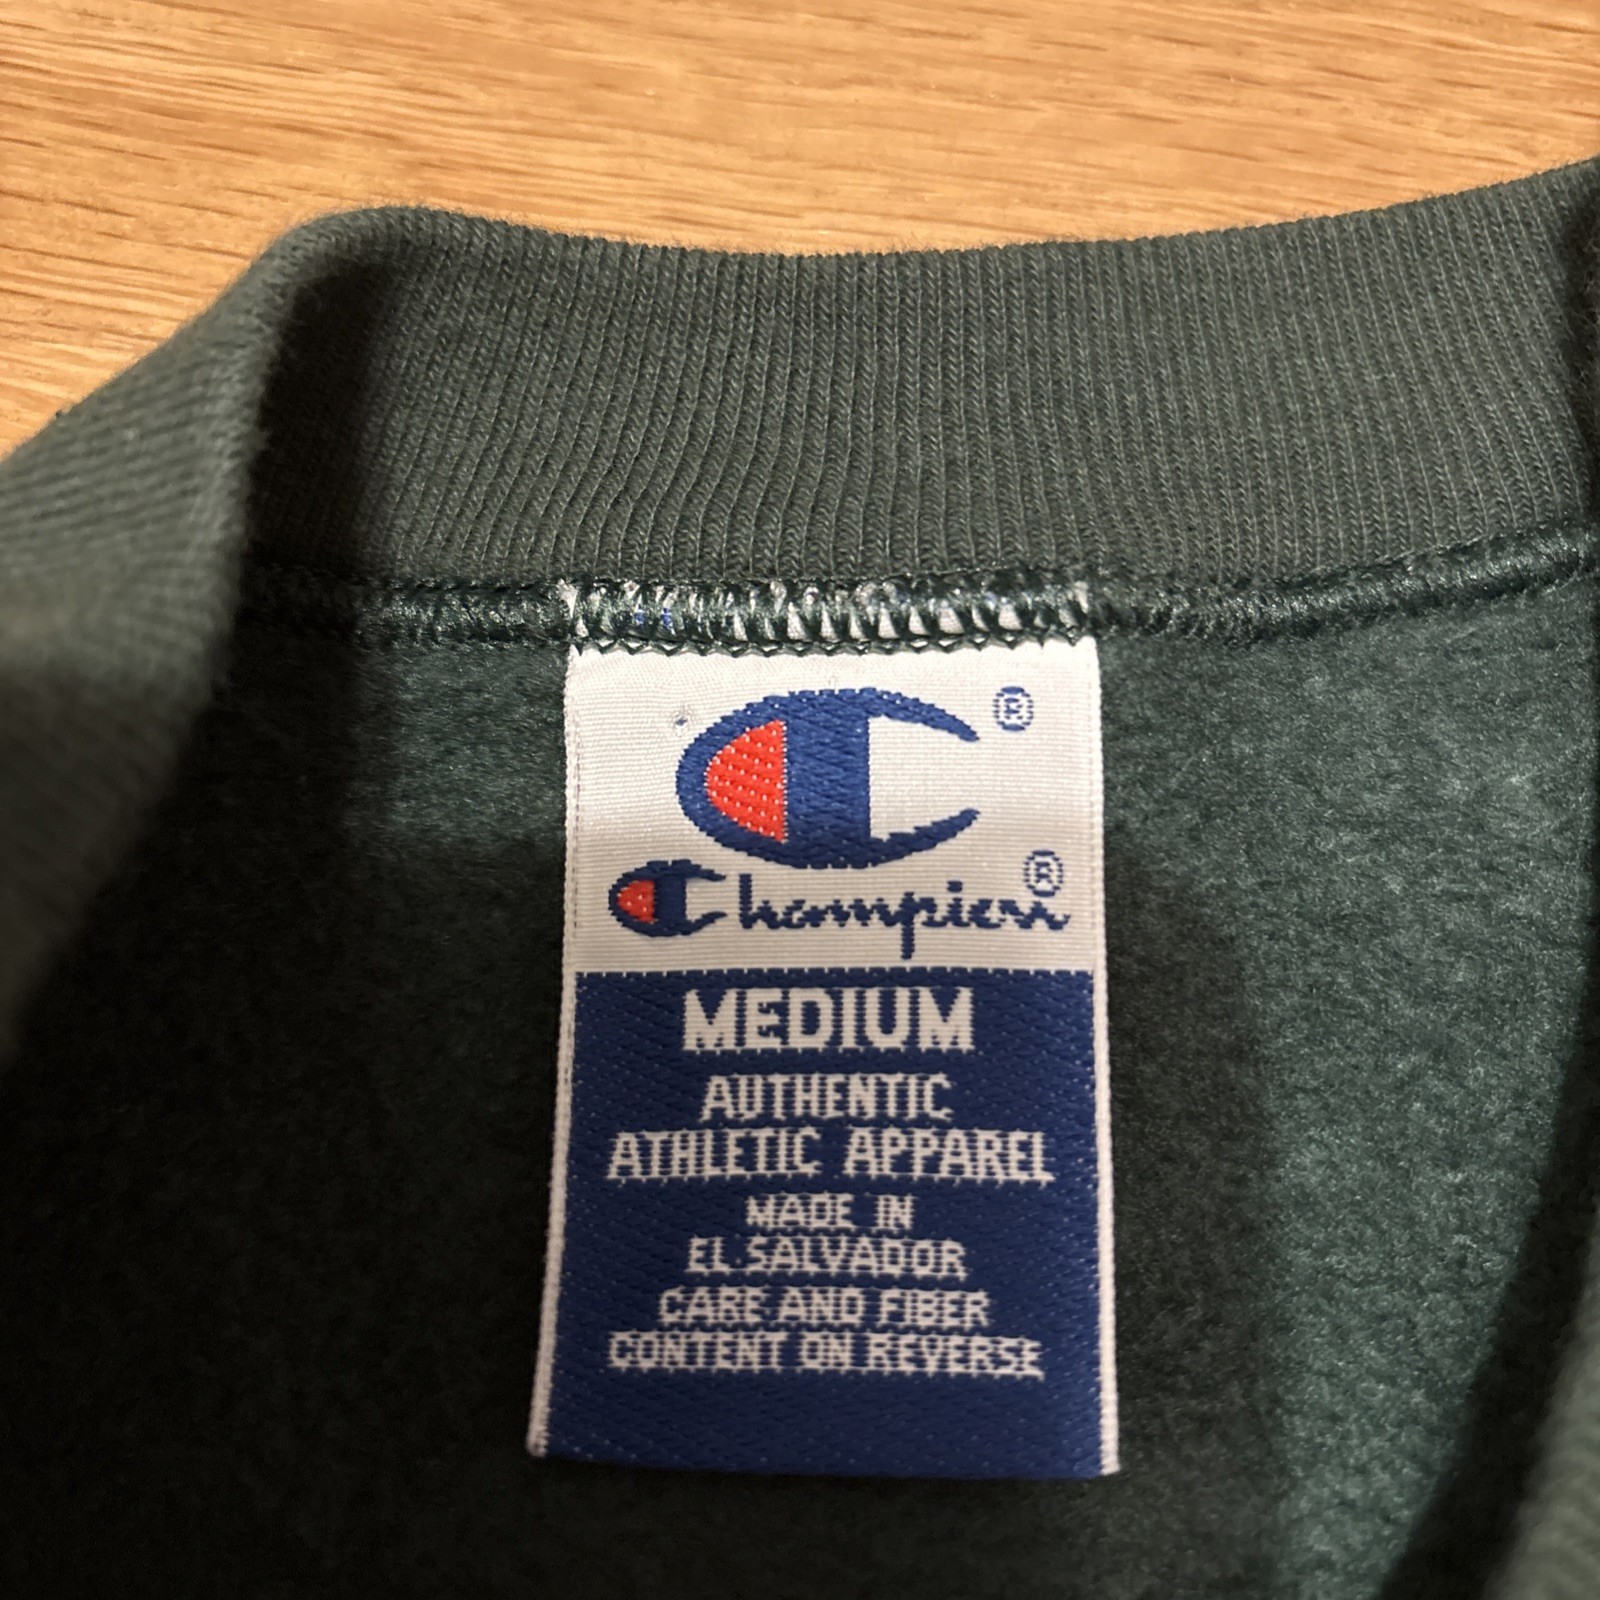 ®
Champion®
MEDIUM
AUTHENTIC
ATHLETIC APPAREL
MADE IN
EL.SALVADOR
CARE AND FIBER
CONTENT ON REVERSE